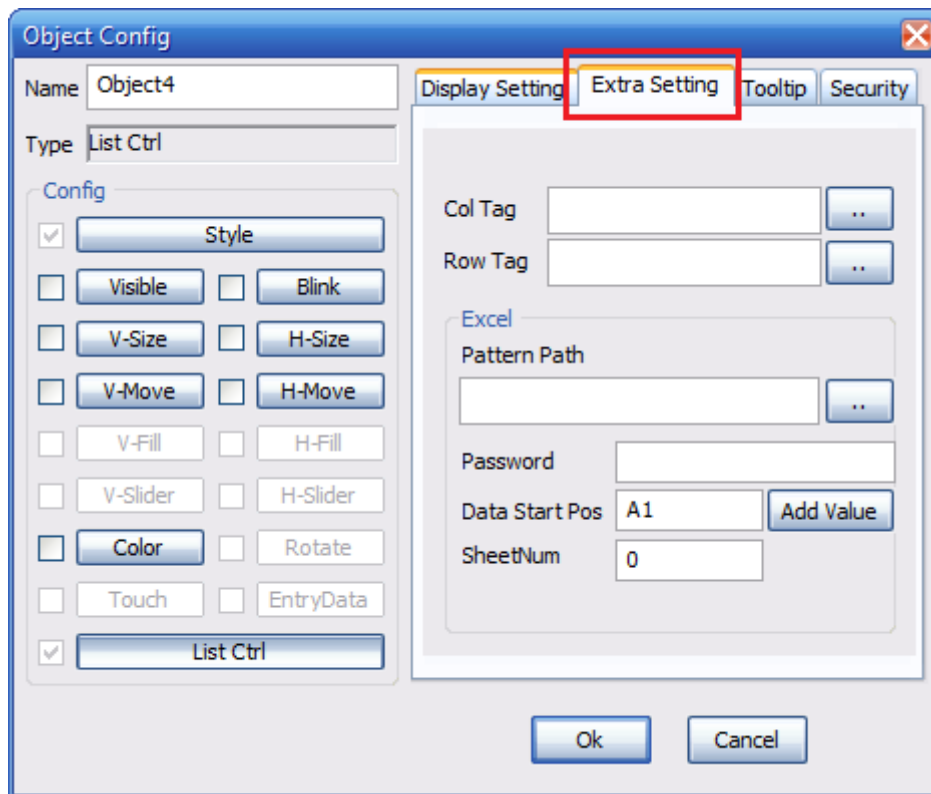 Object Config
Name Object4
Type List Ctrl
Config
Style
Visible Blink
V-Size H-Size
V-Move H-Move
V-Fill H-Fill
V-Slider H-Slider
Color Rotate
Touch EntryData
List Ctrl
Display Setting Extra Setting Tooltip Security
Col Tag ..
Row Tag ..
Excel
Pattern Path
..
Password
Data Start Pos A1 Add Value
SheetNum 0
Ok Cancel